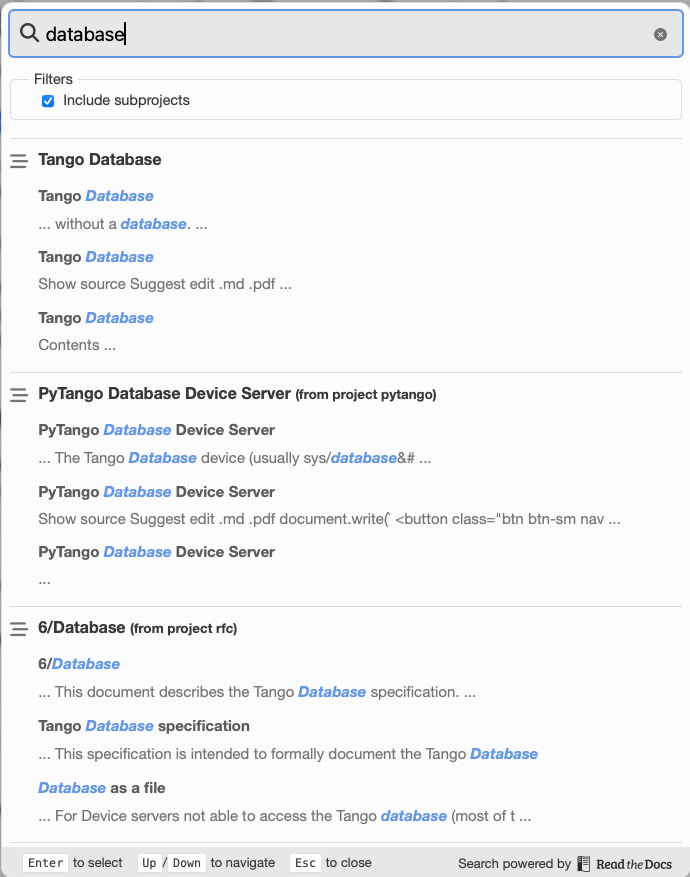 database
Filters
Include subprojects
Tango Database
Tango Database
... without a database. ...
Tango Database
Show source Suggest edit .md .pdf ...
Tango Database
Contents ...
PyTango Database Device Server (from project pytango)
PyTango Database Device Server
... The Tango Database device (usually sys/database&# ...
PyTango Database Device Server
Show source Suggest edit .md .pdf document.write(` <button class="btn btn-sm nav ...
PyTango Database Device Server
...
6/Database (from project rfc)
6/Database
... This document describes the Tango Database specification. ...
Tango Database specification
... This specification is intended to formally document the Tango Database
Database as a file
... For Device servers not able to access the Tango database (most of t ...
Enter to select Up / Down to navigate Esc to close Search powered by Read the Docs